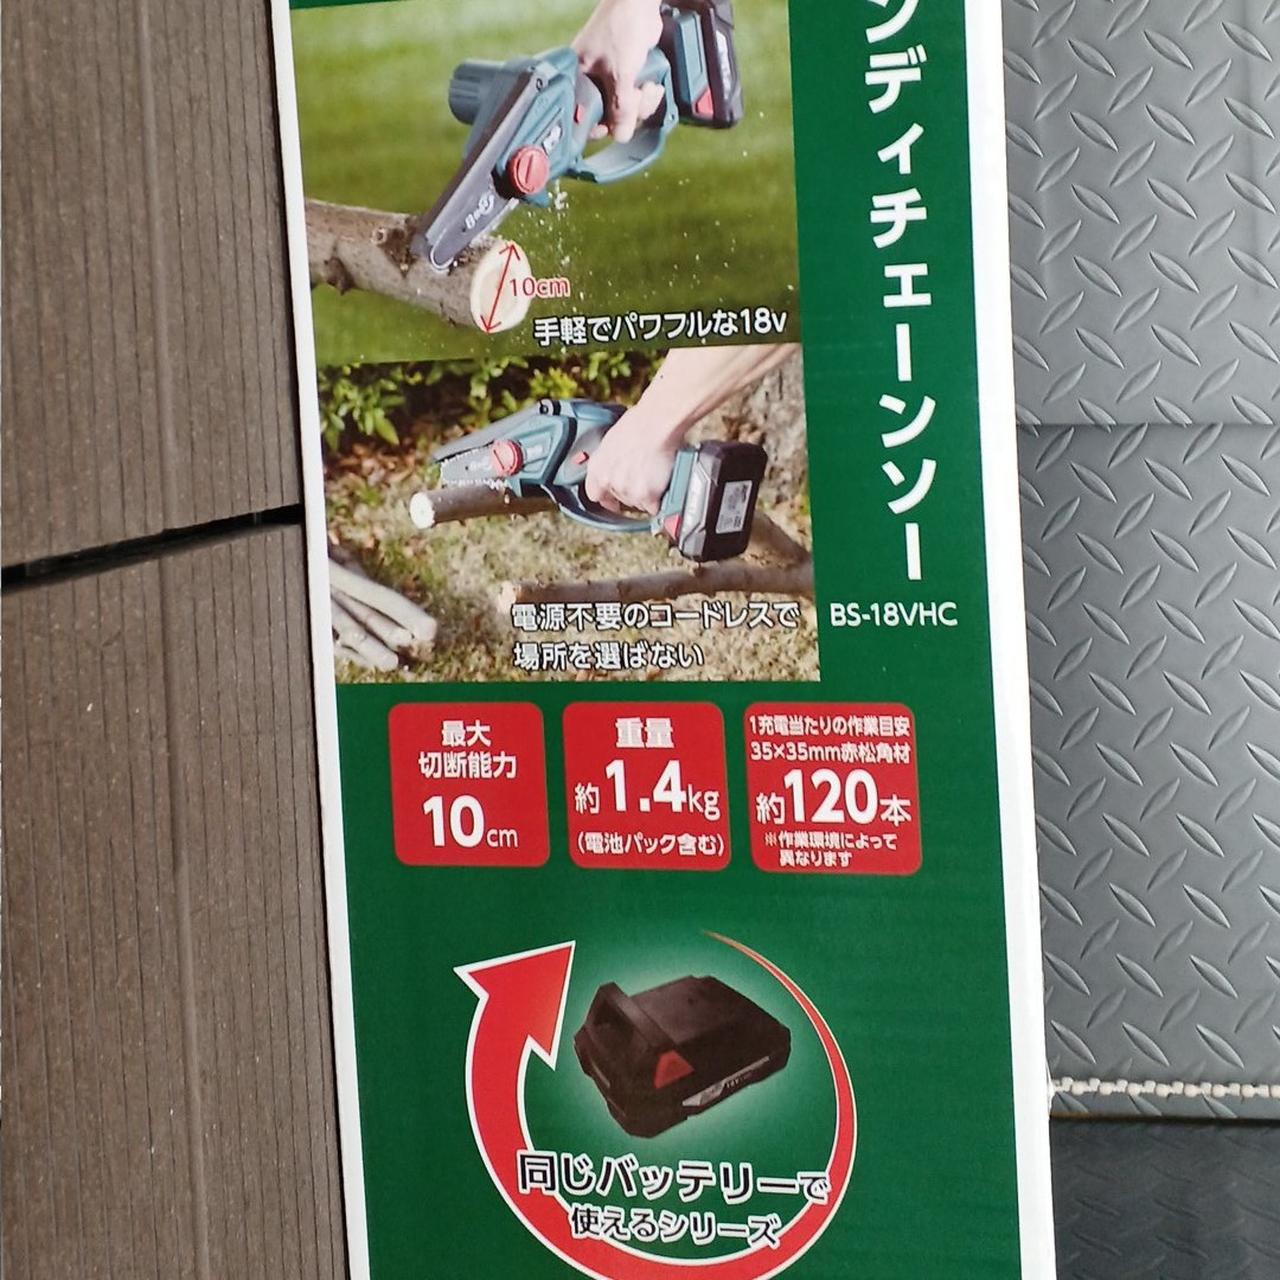 ンディチェーンソー
BS-18VHC
10cm
手軽でパワフルな18v
電源不要のコードレスで
場所を選ばない
最大
切断能力
10cm
重量
約1.4kg
(電池パック含む)
1充電当たりの作業目安
35×35mm赤松角材
約120本
※作業環境によって
異なります
同じバッテリーで
使えるシリーズ